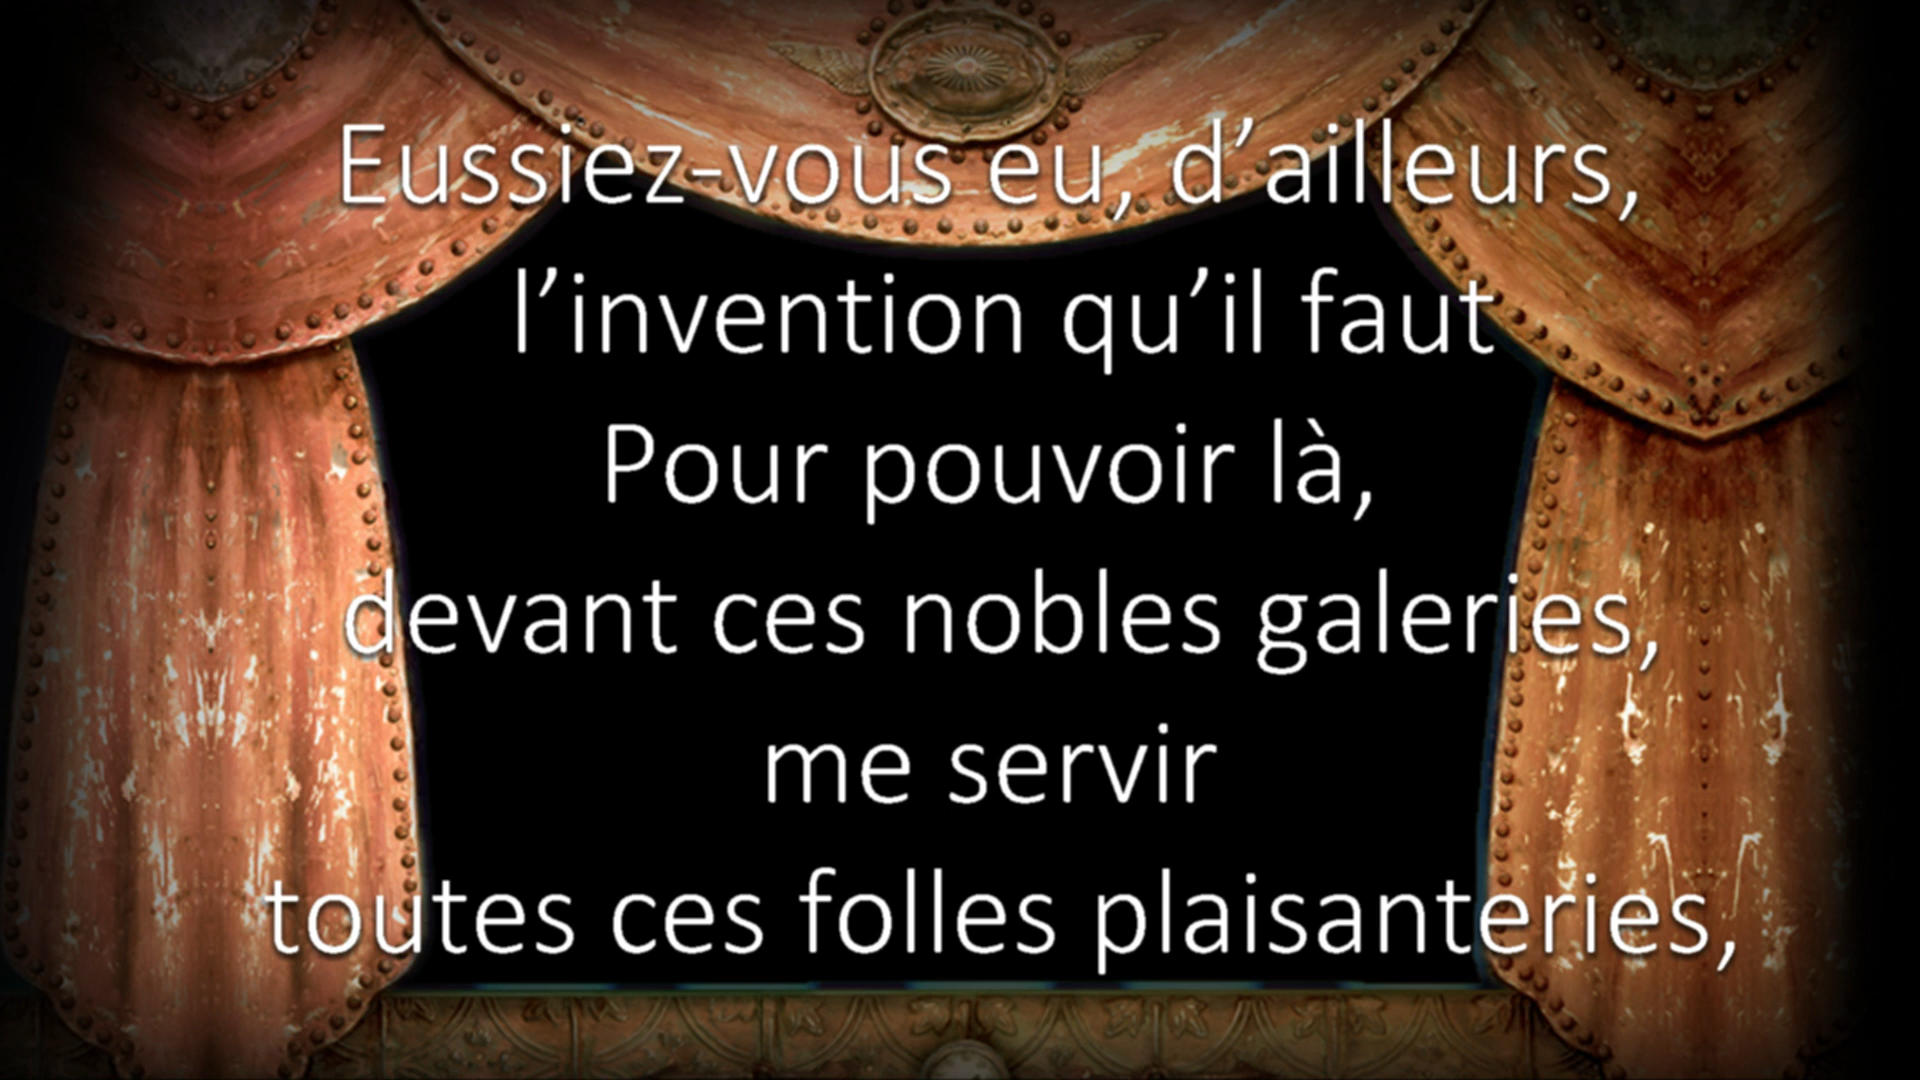 Eussiez-vous eu, d’ailleurs,
l’invention qu’il faut
Pour pouvoir là,
devant ces nobles galeries,
me servir
toutes ces folles plaisanteries,